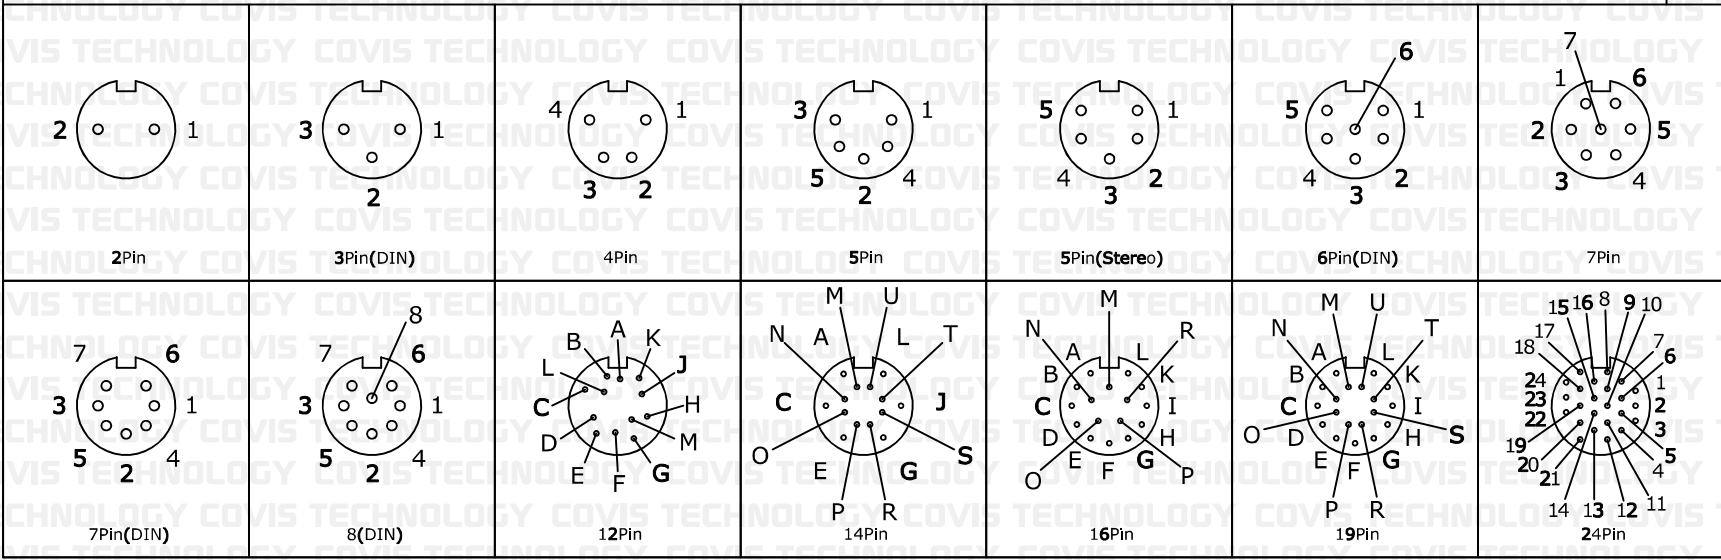 COVIS TECHNOLOGY
2 1
2Pin
3 1
2
3Pin(DIN)
4 1
3 2
4Pin
3 1
5 4
2
5Pin
5 1
4 2
3
5Pin(Stereo)
6
5 1
4 2
3
6Pin(DIN)
7
1 6
2 5
3 4
7Pin
7 6
3 1
5 4
2
7Pin(DIN)
8
7 6
3 1
5 4
2
8(DIN)
A K
B
L J
C H
D M
E F G
12Pin
M U
N A L T
C J
O S
E G
P R
14Pin
M
N R
A L
B K
C I
D H
E F G
O P
16Pin
M U
N T
A L
B K
C I
O D H S
E F G
P R
19Pin
15 16 8 9 10
17 7
18 6
24 1
23 2
22 3
19 5
20 4
21
14 13 12 11
24Pin